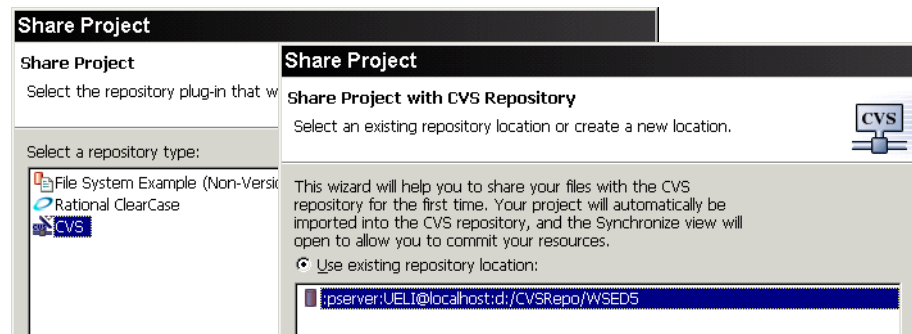 Share Project
Share Project
Select the repository plug-in that w
Select a repository type:
File System Example (Non-Versio
Rational ClearCase
CVS
Share Project
Share Project with CVS Repository
Select an existing repository location or create a new location.
CVS
This wizard will help you to share your files with the CVS
repository for the first time. Your project will automatically be
imported into the CVS repository, and the Synchronize view will
open to allow you to commit your resources.
Use existing repository location:
:pserver:UELI@localhost:d:/CVSRepo/WSED5